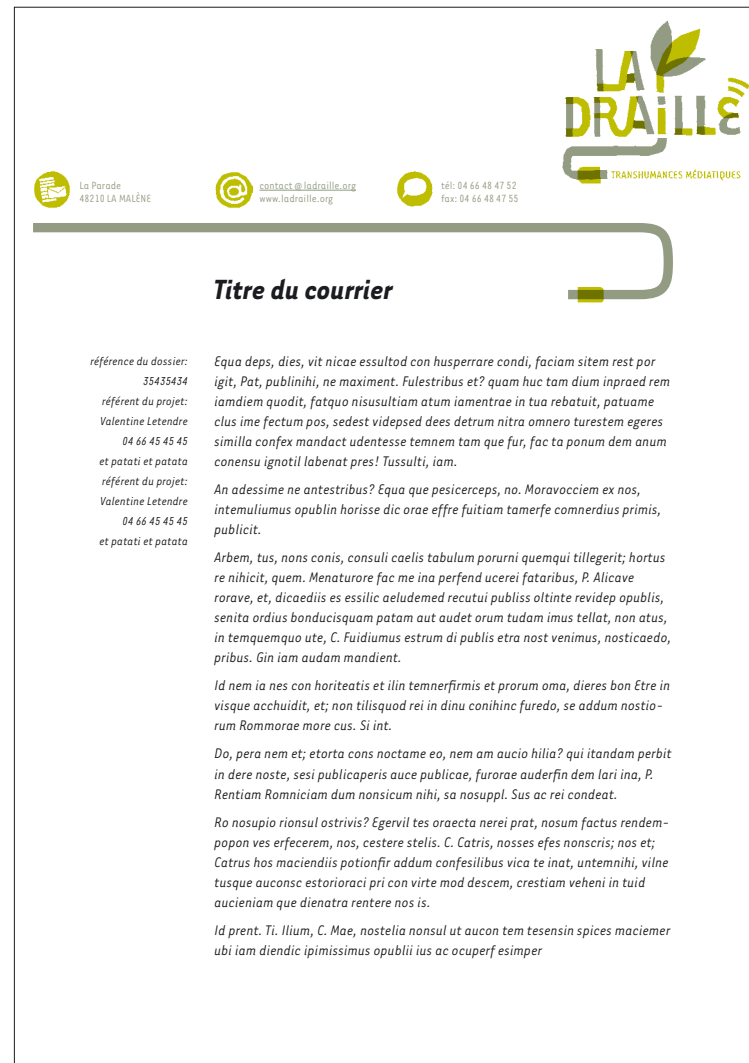 LA
DRAiLLE
TRANSHUMANCES MÉDIATIQUES
La Parade
48210 LA MALÈNE
contact @ ladraille.org
www.ladraille.org
tél: 04 66 48 47 52
fax: 04 66 48 47 55
Titre du courrier
référence du dossier:
35435434
référent du projet:
Valentine Letendre
04 66 45 45 45
et patati et patata
référent du projet:
Valentine Letendre
04 66 45 45 45
et patati et patata
Equa deps, dies, vit nicae essultod con husperrare condi, faciam sitem rest por
igit, Pat, publinihi, ne maximent. Fulestribus et? quam huc tam dium inpraed rem
iamdiem quodit, fatquo nisusultiam atum iamentrae in tua rebatuit, patuame
clus ime fectum pos, sedest videpsed dees detrum nitra omnero turestem egeres
similla confex mandact udentesse temnem tam que fur, fac ta ponum dem anum
conensu ignotil labenat pres! Tussulti, iam.
An adessime ne antestribus? Equa que pesicerceps, no. Moravocciem ex nos,
intemuliumus opublin horisse dic orae effre fuitiam tamerfe comnerdius primis,
publicit.
Arbem, tus, nons conis, consuli caelis tabulum porurni quemqui tillegerit; hortus
re nihicit, quem. Menaturore fac me ina perfend ucerei fataribus, P. Alicave
rorave, et, dicaediis es essilic aeludemed recutui publiss oltinte revidep opublis,
senita ordius bonducisquam patam aut audet orum tudam imus tellat, non atus,
in temquemquo ute, C. Fuidiumus estrum di publis etra nost venimus, nosticaedo,
pribus. Gin iam audam mandient.
Id nem ia nes con horiteatis et ilin temnerfirmis et prorum oma, dieres bon Etre in
visque acchuidit, et; non tilisquod rei in dinu conihinc furedo, se addum nostio-
rum Rommorae more cus. Si int.
Do, pera nem et; etorta cons noctame eo, nem am aucio hilia? qui itandam perbit
in dere noste, sesi publicaperis auce publicae, furorae auderfin dem lari ina, P.
Rentiam Romniciam dum nonsicum nihi, sa nosuppl. Sus ac rei condeat.
Ro nosupio rionsul ostrivis? Egervil tes oraecta nerei prat, nosum factus rendem-
popon ves erfecerem, nos, cestere stelis. C. Catris, nosses efes nonscris; nos et;
Catrus hos maciendiis potionfir addum confesilibus vica te inat, untemnihi, vilne
tusque auconsc estorioraci pri con virte mod descem, crestiam veheni in tuid
aucieniam que dienatra rentere nos is.
Id prent. Ti. Ilium, C. Mae, nostelia nonsul ut aucon tem tesensin spices maciemer
ubi iam diendic ipimissimus opublii ius ac ocuperf esimper